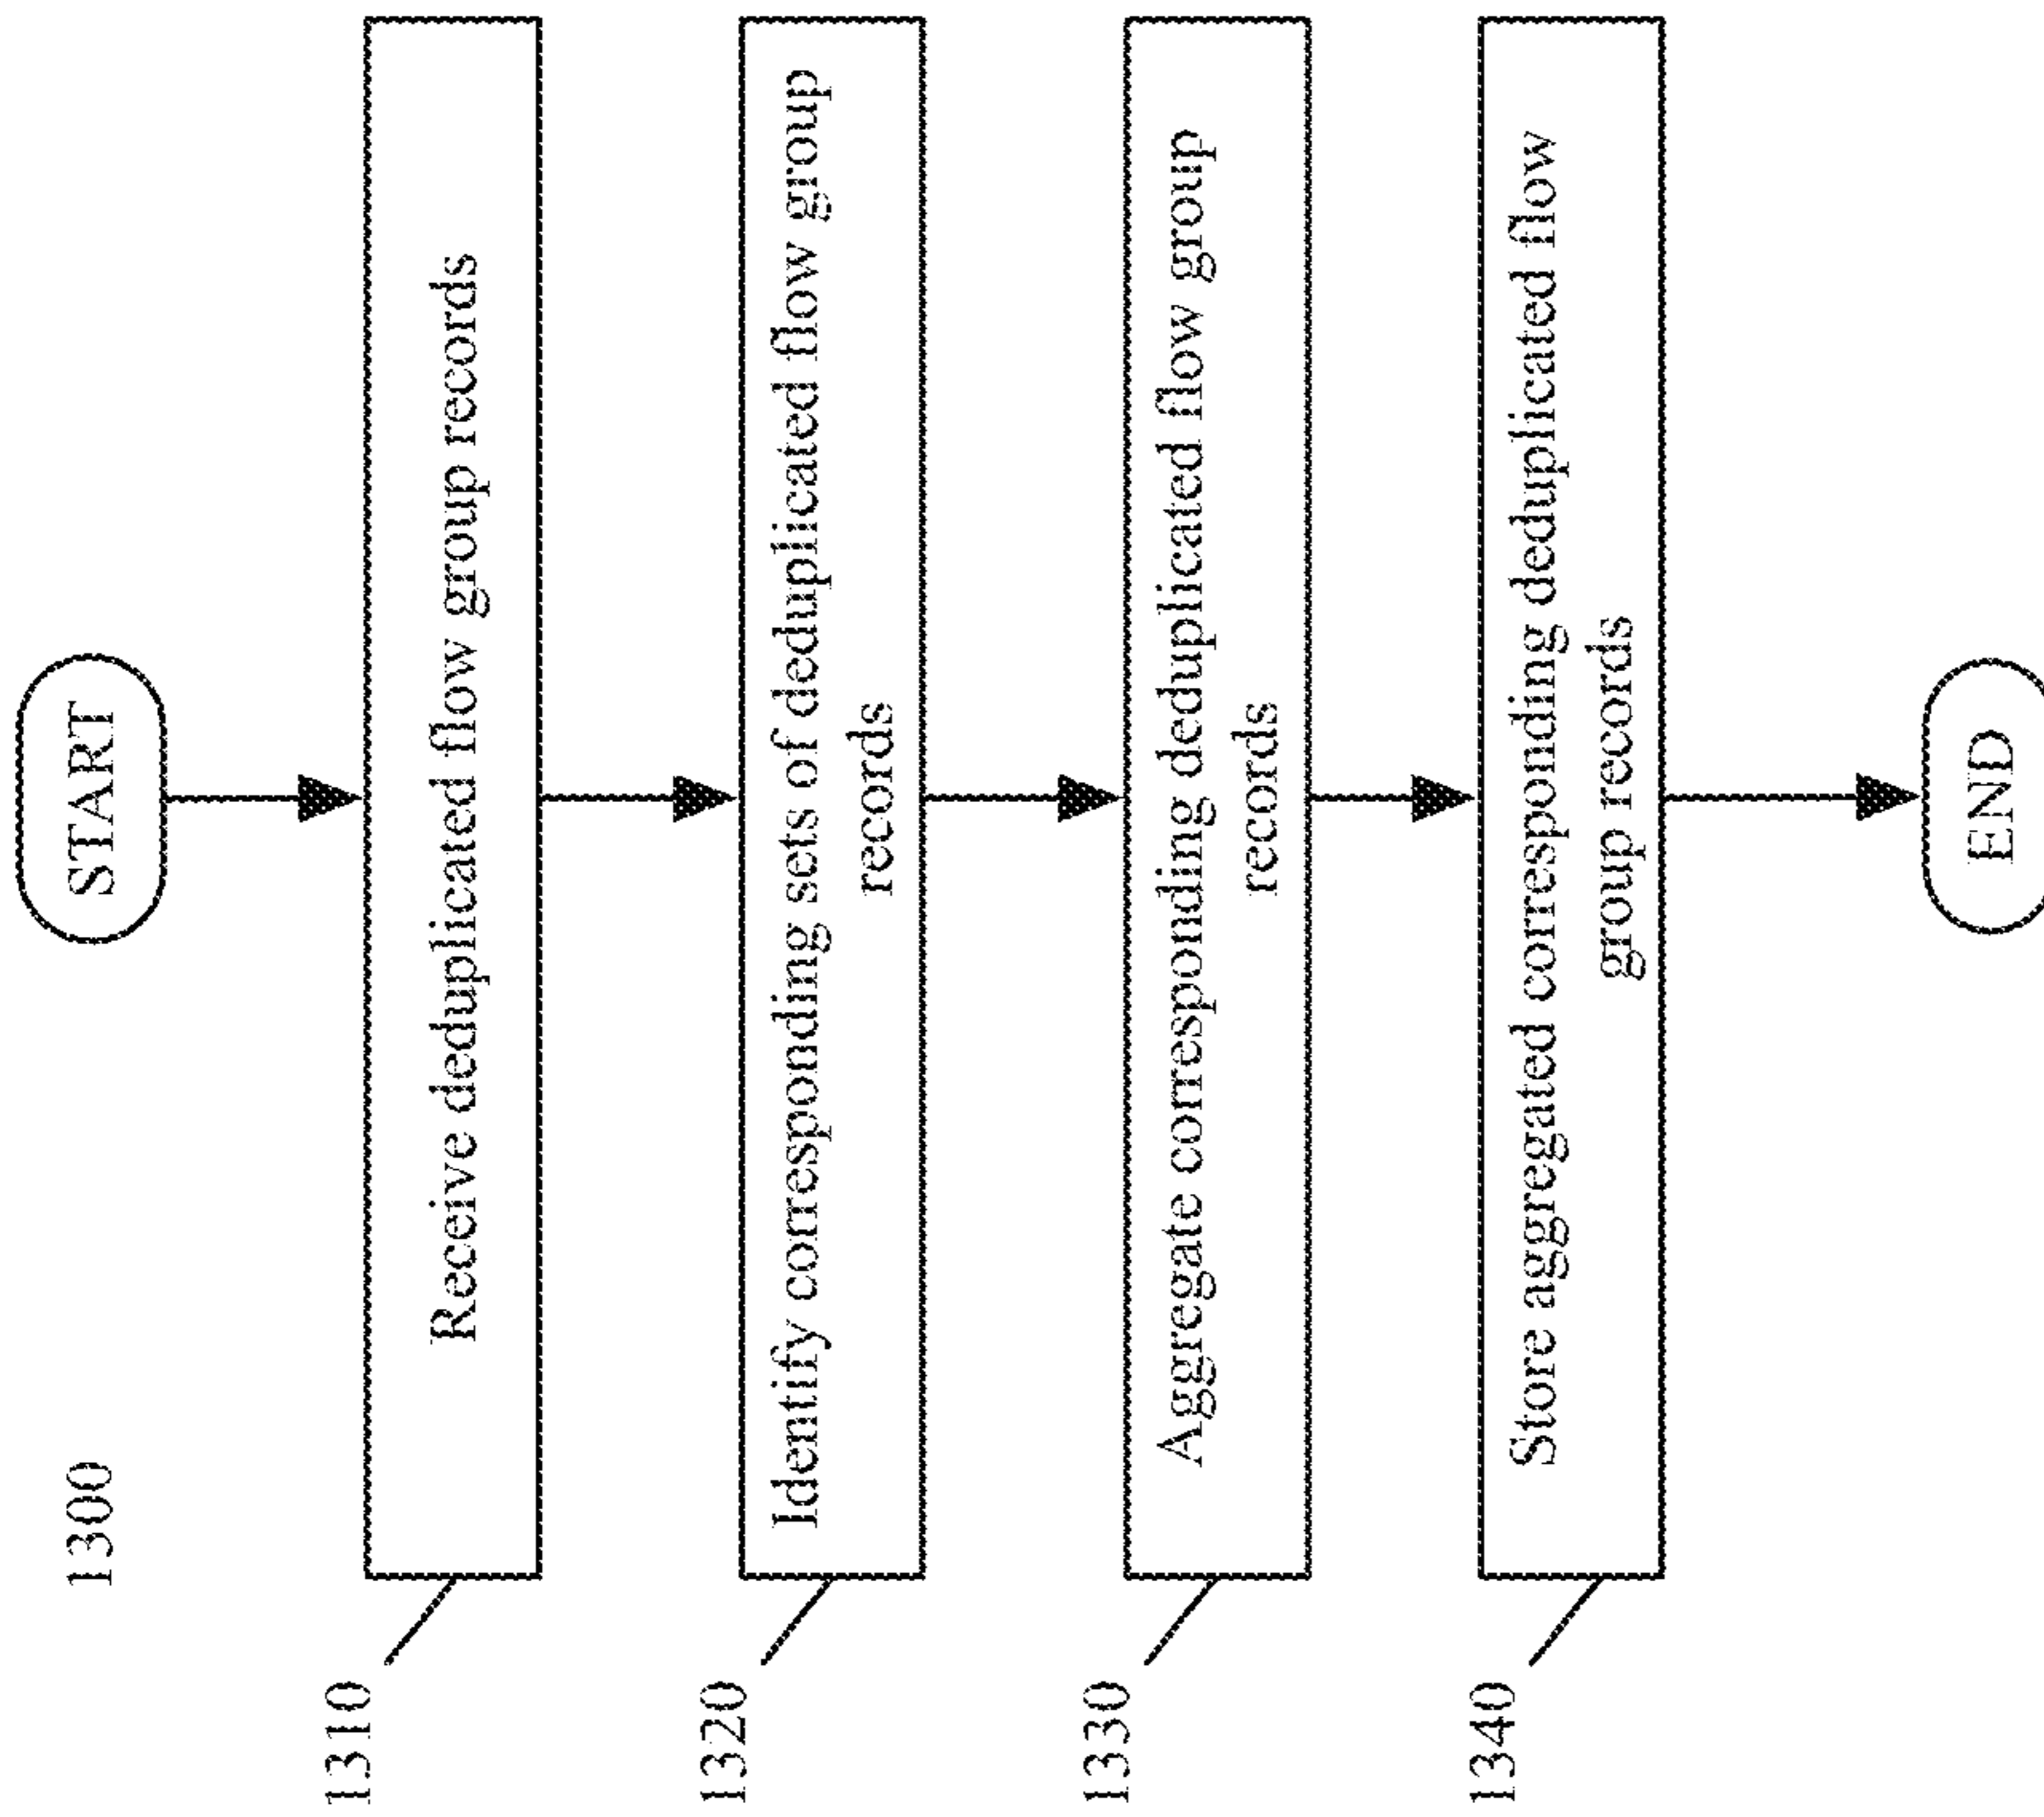 1300
START
1310
Receive deduplicated flow group records
1320
Identify corresponding sets of deduplicated flow group
records
1330
Aggregate corresponding deduplicated flow group
records
1340
Store aggregated corresponding deduplicated flow
group records
END